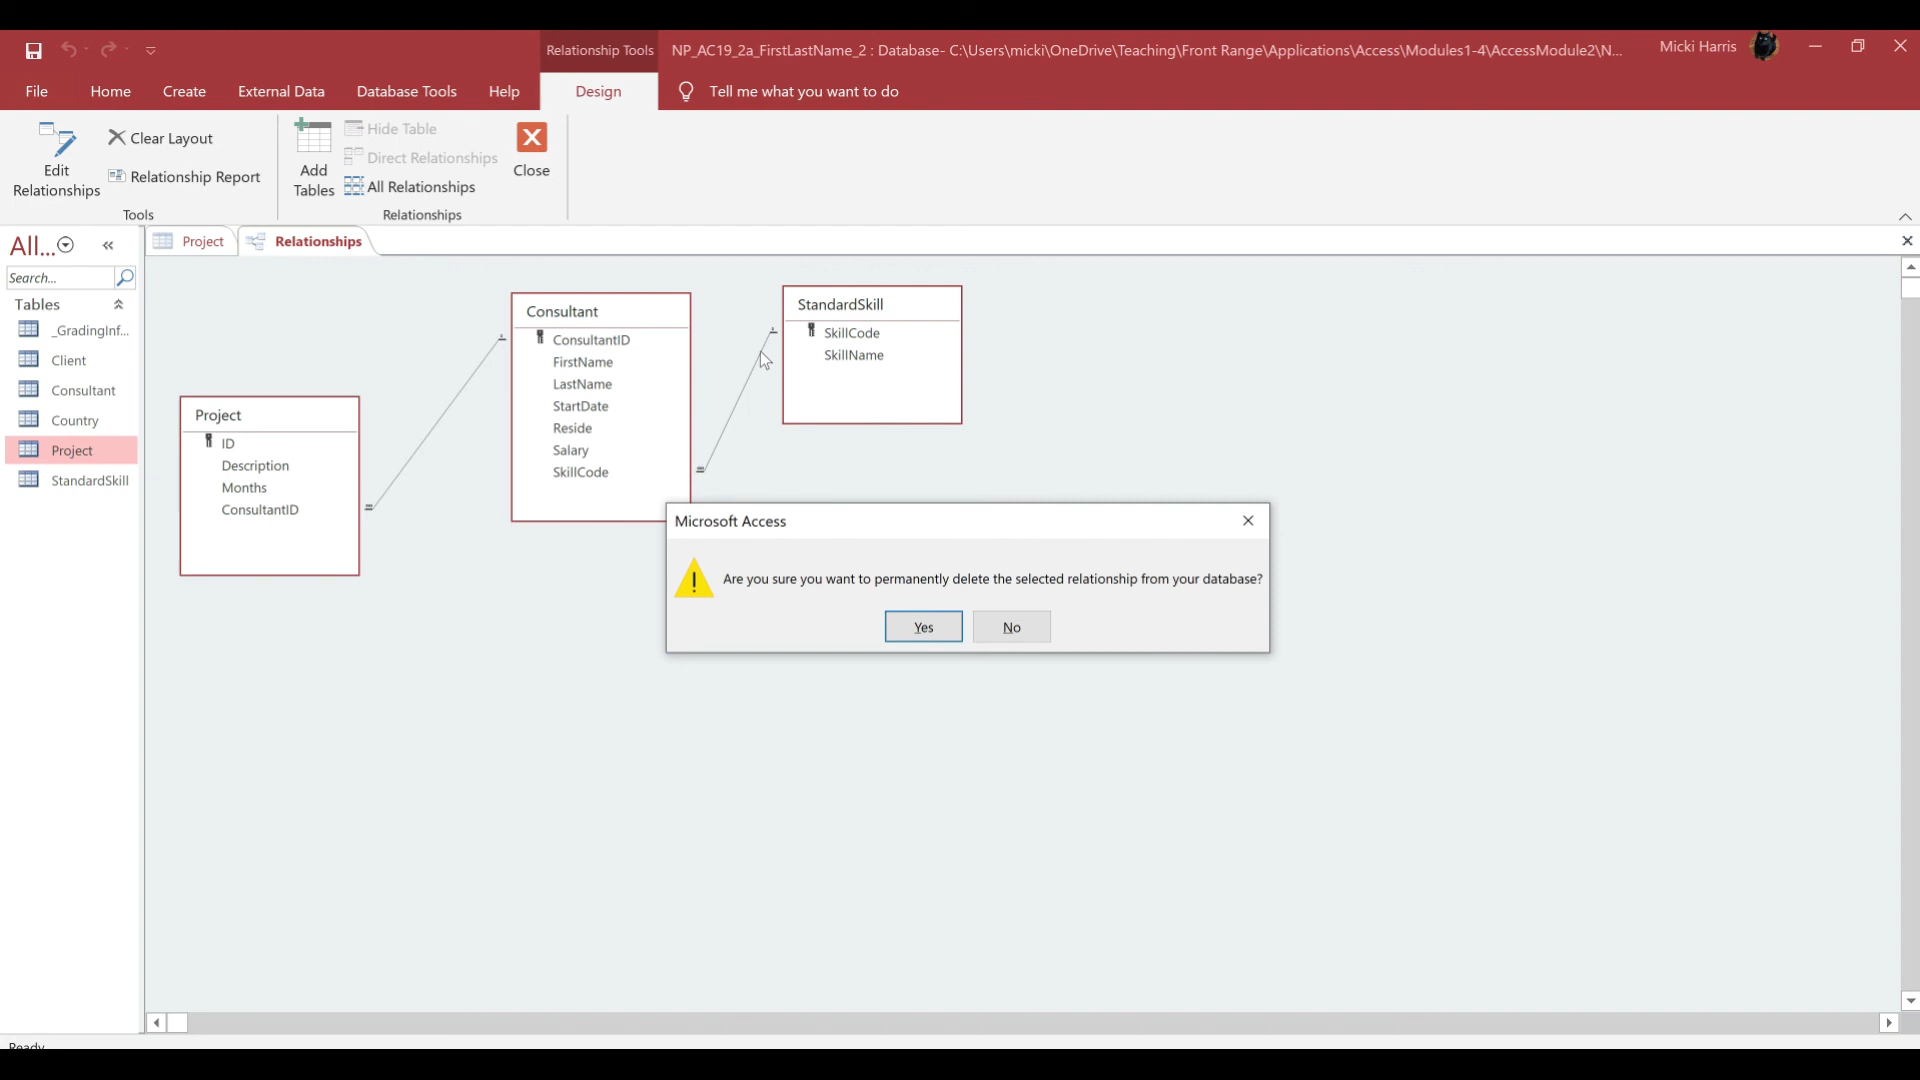 Relationship Tools
NP_AC19_2a_FirstLastName_2 : Database- C:\Users\micki\OneDrive\Teaching\Front Range\Applications\Access\Modules1-4\AccessModule2\N...
Micki Harris
File
Home
Create
External Data
Database Tools
Help
Design
Tell me what you want to do
Edit
Relationships
Clear Layout
Relationship Report
Tools
Add
Tables
Hide Table
Direct Relationships
All Relationships
Close
Relationships
All...
«
Project
Relationships
Search...
Tables
_GradingInf...
Client
Consultant
Country
Project
StandardSkill
Project
ID
Description
Months
ConsultantID
Consultant
ConsultantID
FirstName
LastName
StartDate
Reside
Salary
SkillCode
StandardSkill
SkillCode
SkillName
Microsoft Access
Are you sure you want to permanently delete the selected relationship from your database?
Yes
No
Ready